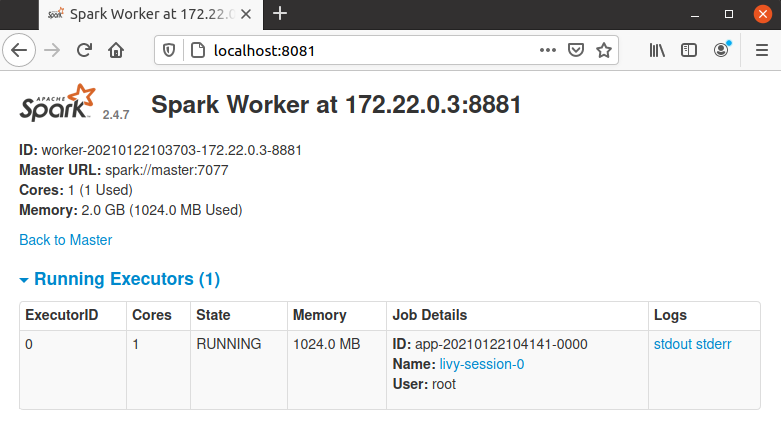 Spark Worker at 172.22.0
localhost:8081
APACHE Spark 2.4.7 Spark Worker at 172.22.0.3:8881
ID: worker-20210122103703-172.22.0.3-8881
Master URL: spark://master:7077
Cores: 1 (1 Used)
Memory: 2.0 GB (1024.0 MB Used)
Back to Master
Running Executors (1)
ExecutorID Cores State Memory Job Details Logs
0 1 RUNNING 1024.0 MB ID: app-20210122104141-0000 stdout stderr
Name: livy-session-0
User: root